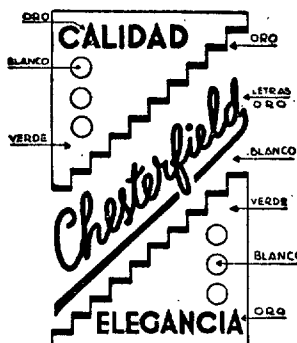 ORO
CALIDAD
ORO
BLANCO
LETRAS
ORO
VERDE
Chesterfield
BLANCO
VERDE
BLANCO
ELEGANCIA
ORO